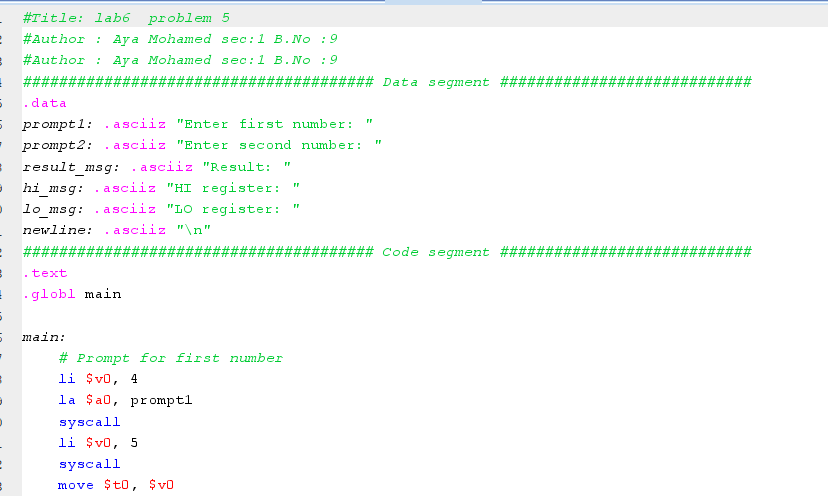 #Title: lab6  problem 5
#Author : Aya Mohamed sec:1 B.No :9
#Author : Aya Mohamed sec:1 B.No :9
####################################### Data segment ############################
.data
prompt1: .asciiz "Enter first number: "
prompt2: .asciiz "Enter second number: "
result_msg: .asciiz "Result: "
hi_msg: .asciiz "HI register: "
lo_msg: .asciiz "LO register: "
newline: .asciiz "\n"
####################################### Code segment ############################
.text
.globl main
main:
# Prompt for first number
li $v0, 4
la $a0, prompt1
syscall
li $v0, 5
syscall
move $t0, $v0